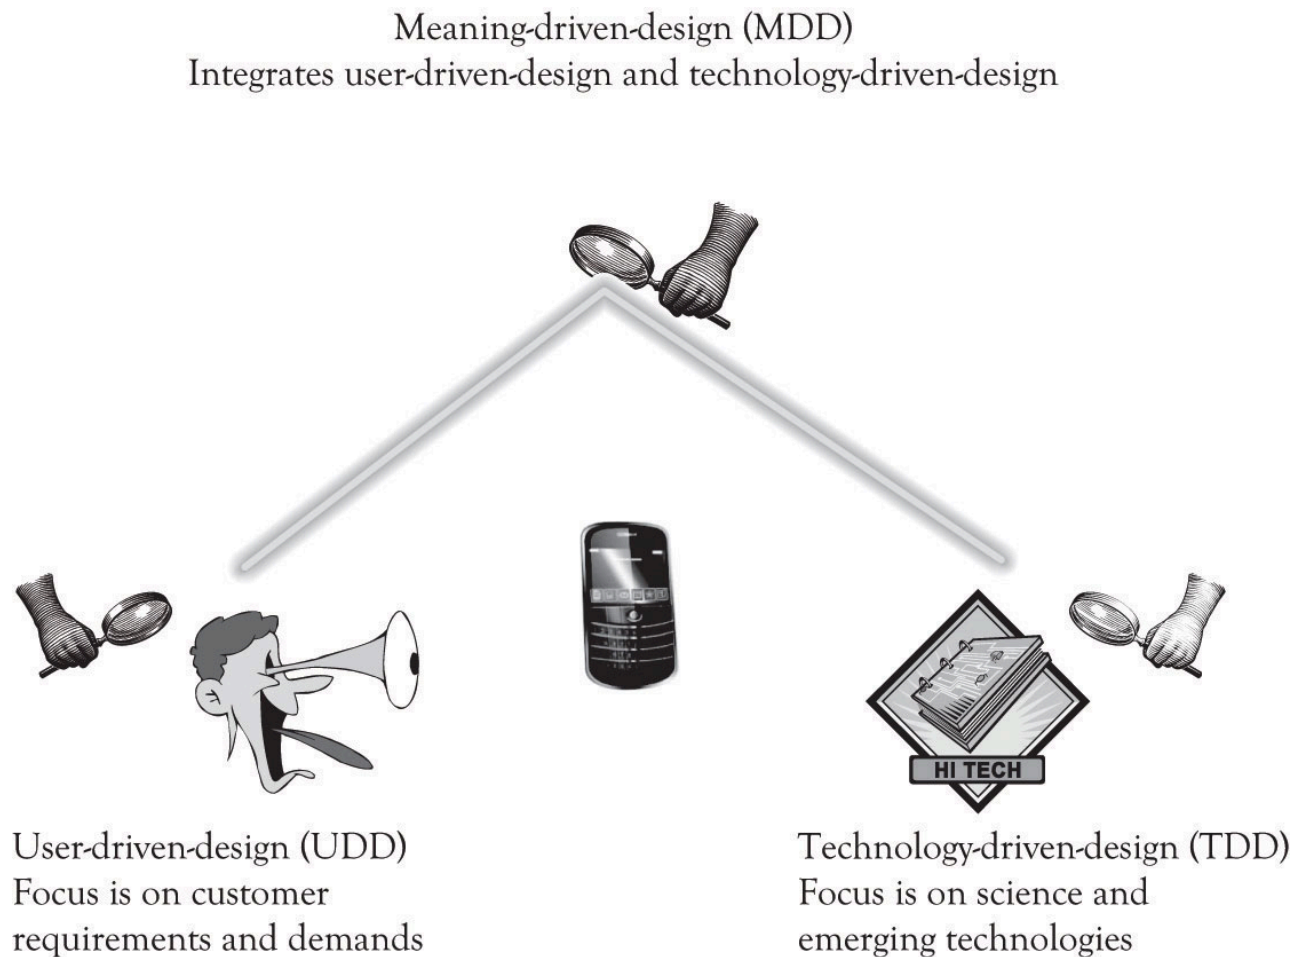 Meaning-driven-design (MDD)
Integrates user-driven-design and technology-driven-design
HI TECH
User-driven-design (UDD)
Focus is on customer
requirements and demands
Technology-driven-design (TDD)
Focus is on science and
emerging technologies